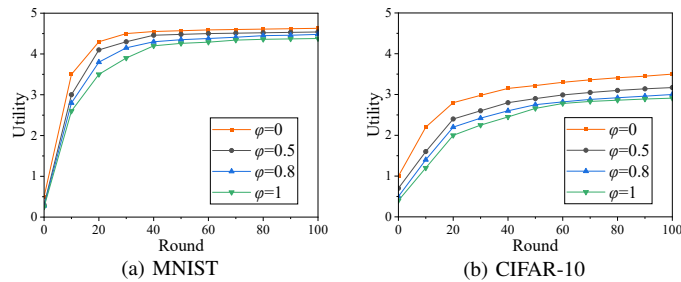 5
4
3
2
1
0
Utility
φ=0
φ=0.5
φ=0.8
φ=1
0 20 40 60 80 100
Round
(a) MNIST
5
4
3
2
1
0
Utility
φ=0
φ=0.5
φ=0.8
φ=1
0 20 40 60 80 100
Round
(b) CIFAR-10